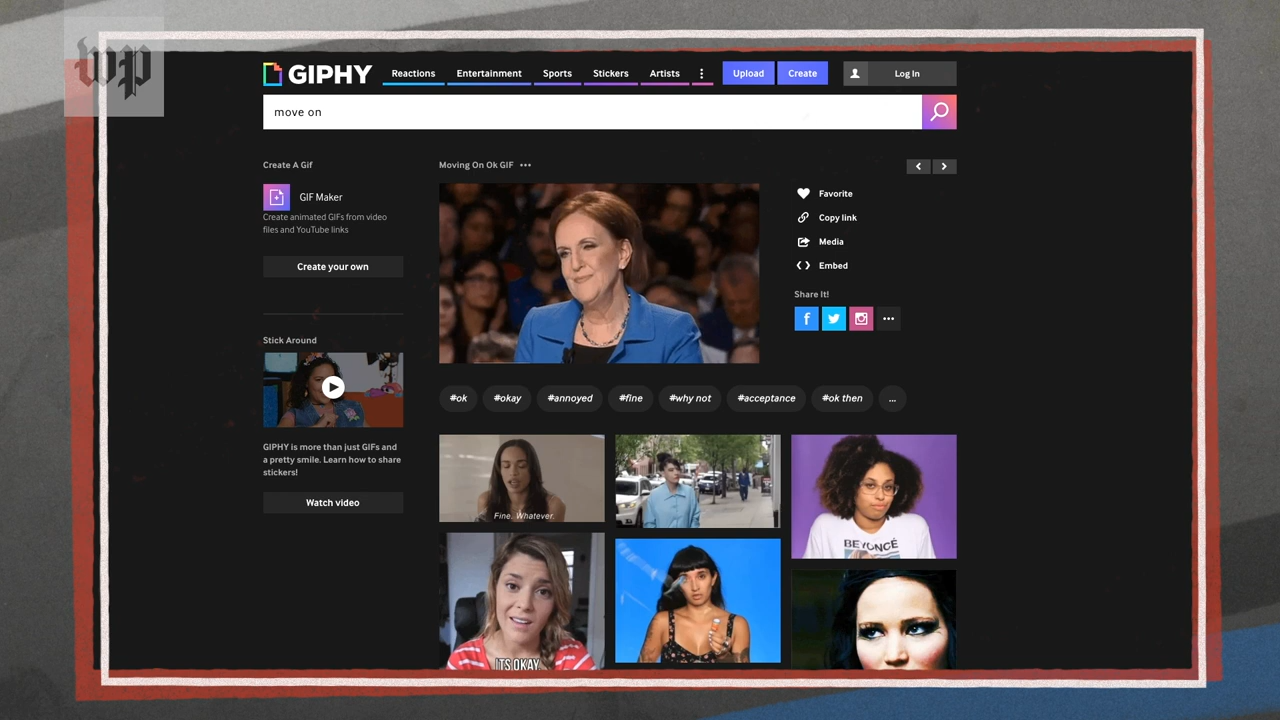 wp
GIPHY
Reactions
Entertainment
Sports
Stickers
Artists
Upload
Create
Log In
move on
Create A Gif
GIF Maker
Create animated GIFs from video
files and YouTube links
Create your own
Stick Around
GIPHY is more than just GIFs and
a pretty smile. Learn how to share
stickers!
Watch video
Moving On Ok GIF •••
Favorite
Copy link
Media
Embed
Share It!
f
•••
#ok
#okay
#annoyed
#fine
#why not
#acceptance
#ok then
...
Fine. Whatever.
BEYONCÉ
ITS OKAY